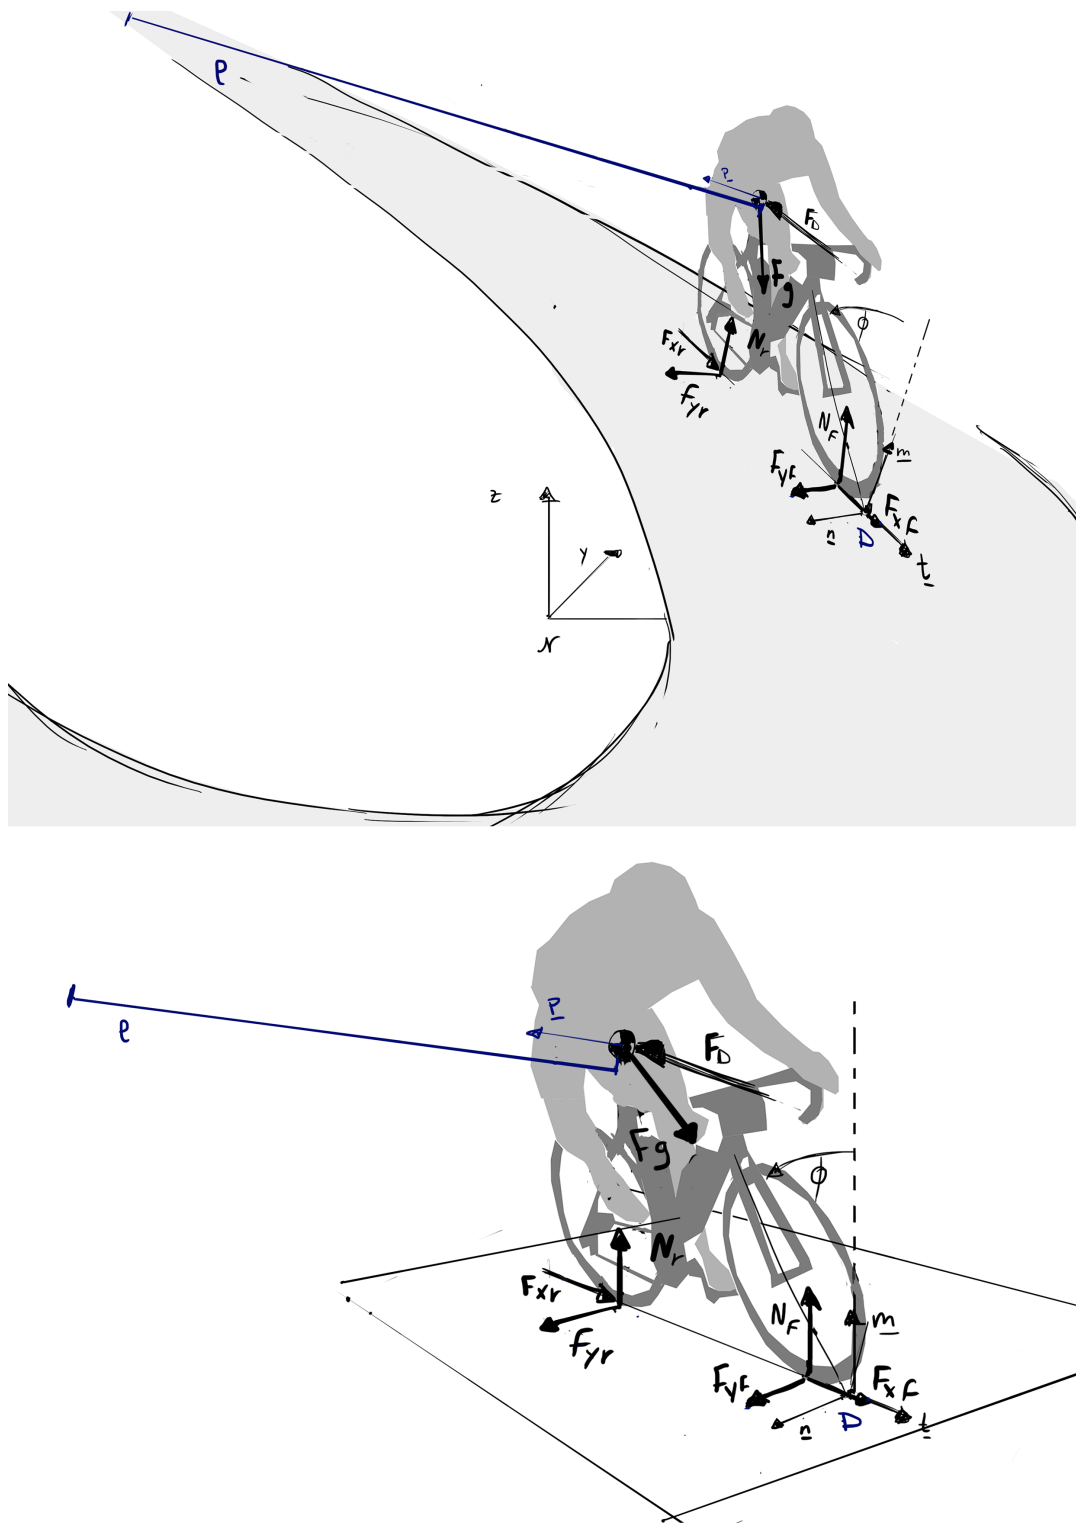 ρ
P
F_D
F_g
ϕ
F_xr
N_r
F_yr
N_F
m
F_yF
z
F_xF
n
D
y
t
N
P
ρ
F_D
F_g
ϕ
N_r
F_xr
N_F
m
F_yr
F_yF
F_xF
n
D
t